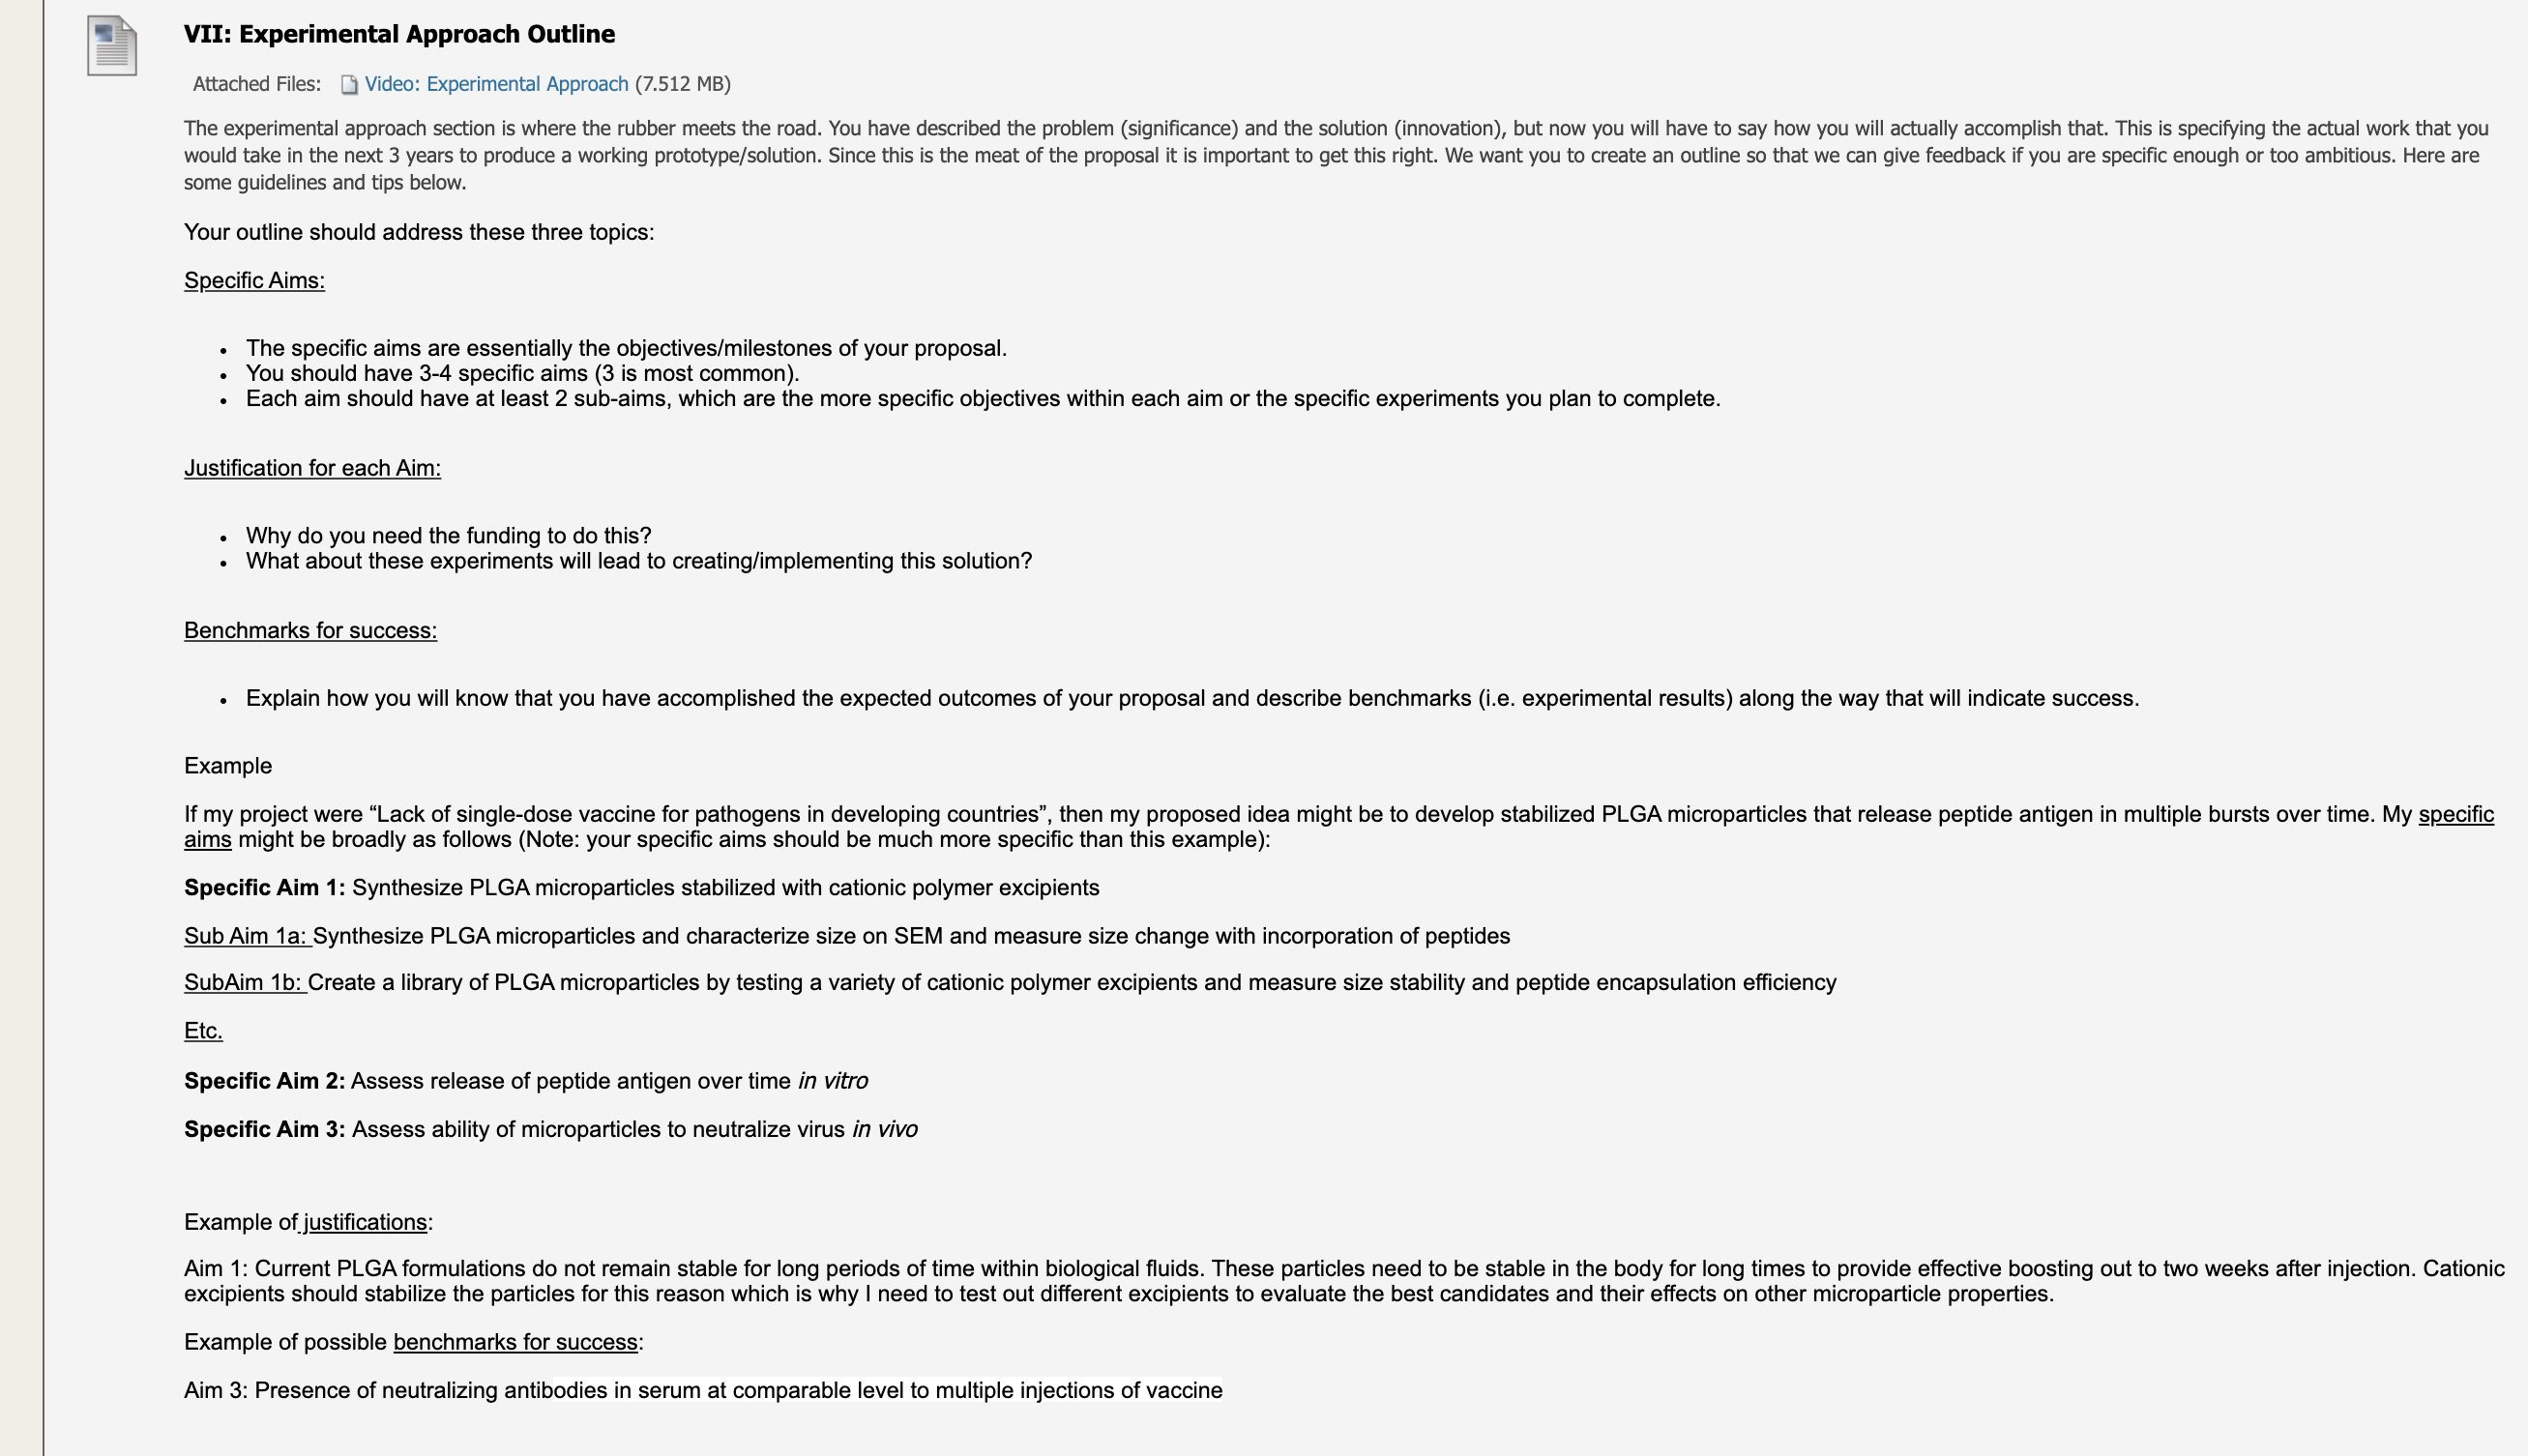 VII: Experimental Approach Outline
Attached Files: Video: Experimental Approach (7.512 MB)
The experimental approach section is where the rubber meets the road. You have described the problem (significance) and the solution (innovation), but now you will have to say how you will actually accomplish that. This is specifying the actual work that you
would take in the next 3 years to produce a working prototype/solution. Since this is the meat of the proposal it is important to get this right. We want you to create an outline so that we can give feedback if you are specific enough or too ambitious. Here are
some guidelines and tips below.
Your outline should address these three topics:
Specific Aims:
• The specific aims are essentially the objectives/milestones of your proposal.
• You should have 3-4 specific aims (3 is most common).
• Each aim should have at least 2 sub-aims, which are the more specific objectives within each aim or the specific experiments you plan to complete.
Justification for each Aim:
• Why do you need the funding to do this?
• What about these experiments will lead to creating/implementing this solution?
Benchmarks for success:
• Explain how you will know that you have accomplished the expected outcomes of your proposal and describe benchmarks (i.e. experimental results) along the way that will indicate success.
Example
If my project were “Lack of single-dose vaccine for pathogens in developing countries”, then my proposed idea might be to develop stabilized PLGA microparticles that release peptide antigen in multiple bursts over time. My specific
aims might be broadly as follows (Note: your specific aims should be much more specific than this example):
Specific Aim 1: Synthesize PLGA microparticles stabilized with cationic polymer excipients
Sub Aim 1a: Synthesize PLGA microparticles and characterize size on SEM and measure size change with incorporation of peptides
SubAim 1b: Create a library of PLGA microparticles by testing a variety of cationic polymer excipients and measure size stability and peptide encapsulation efficiency
Etc.
Specific Aim 2: Assess release of peptide antigen over time in vitro
Specific Aim 3: Assess ability of microparticles to neutralize virus in vivo
Example of justifications:
Aim 1: Current PLGA formulations do not remain stable for long periods of time within biological fluids. These particles need to be stable in the body for long times to provide effective boosting out to two weeks after injection. Cationic
excipients should stabilize the particles for this reason which is why I need to test out different excipients to evaluate the best candidates and their effects on other microparticle properties.
Example of possible benchmarks for success:
Aim 3: Presence of neutralizing antibodies in serum at comparable level to multiple injections of vaccine